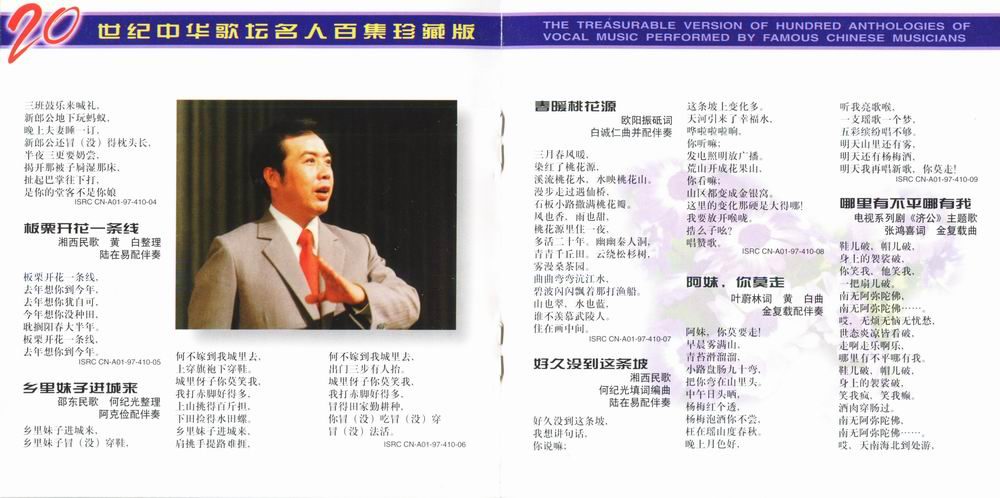 20
世纪中华歌坛名人百集珍藏版
THE TREASURABLE VERSION OF HUNDRED ANTHOLOGIES OF
VOCAL MUSIC PERFORMED BY FAMOUS CHINESE MUSICIANS
三班鼓乐来喊礼,
新郎公地下玩蚂蚁,
晚上夫妻睡一订,
新郎公还冒（没）得枕头长,
半夜三更要奶尝,
揭开那被子屙湿那床,
扯起巴掌往下打,
是你的堂客不是你娘
ISRC CN-A01-97-410-04
板栗开花一条线
湘西民歌 黄 白整理
陆在易配伴奏
板栗开花一条线,
去年想你到今年,
去年想你犹自可,
今年想你没种田,
耽搁阳春大半年。
板栗开花一条线,
去年想你到今年。
ISRC CN-A01-97-410-05
乡里妹子进城来
邵东民歌 何纪光整理
阿克俭配伴奏
乡里妹子进城来,
乡里妹子冒（没）穿鞋,
何不嫁到我城里去,
上穿旗袍下穿鞋。
城里伢子你莫笑我,
我打赤脚好得多,
上山挑得百斤担,
下田捡得水田螺。
乡里妹子进城来,
肩挑手提路难捱,
何不嫁到我城里去,
出门三步有人抬。
城里伢子你莫笑我,
我打赤脚好得多,
冒得田家勤耕种,
你冒（没）吃冒（没）穿
冒（没）法活。
ISRC CN-A01-97-410-06
春暖桃花源
欧阳振砥词
白诚仁曲并配伴奏
三月春风暖,
染红了桃花源,
溪流桃花水，水映桃花山。
漫步走过遇仙桥,
石板小路撒满桃花瓣。
风也香、雨也甜,
桃花源里住一夜,
多活二十年。幽幽秦人洞,
青青千丘田。云绕松杉树,
雾漫桑茶园。
曲曲弯弯沅江水,
碧波闪闪飘着那打渔船。
山也翠，水也蓝,
谁不羡慕武陵人。
住在画中间。
ISRC CN-A01-97-410-07
好久没到这条坡
湘西民歌
何纪光填词编曲
陆在易配伴奏
好久没到这条坡,
我想讲句话,
你说嘛;
这条坡上变化多。
天河引来了幸福水,
哗啦啦啦响。
你听嘛;
发电照明放广播。
荒山开成花果山,
你看嘛;
山区都变成金银窝。
这里的变化那硬是大得哪!
我要放开喉咙。
搭么子吆?
唱赞歌。
ISRC CN-A01-97-410-08
阿妹，你莫走
叶蔚林词 黄 白曲
金复载配伴奏
阿妹，你莫要走!
早晨雾满山,
青苔滑溜溜,
小路盘肠九十弯,
把你弯在山里头。
中午日头晒,
杨梅红个透,
杨梅泡酒你不尝,
枉在瑶山度春秋。
晚上月色好,
听我亮歌喉,
一支瑶歌一个梦,
五彩缤纷唱不够。
明天山里还有雾,
明天还有杨梅酒,
明天我再唱新歌，你莫走!
ISRC CN-A01-97-410-09
哪里有不平哪有我
电视系列剧《济公》主题歌
张鸿喜词 金复载曲
鞋儿破，帽儿破,
身上的袈裟破,
你笑我，他笑我,
一把扇儿破。
南无阿弥陀佛,
南无阿弥陀佛……。
哎，无烦无恼无忧愁,
世态炎凉皆看破,
走啊走乐啊乐,
哪里有不平哪有我。
鞋儿破、帽儿破,
身上的袈裟破,
笑我疯，笑我癫。
酒肉穿肠过。
南无阿弥陀佛,
南无阿弥陀佛……。
哎，天南海北到处游,